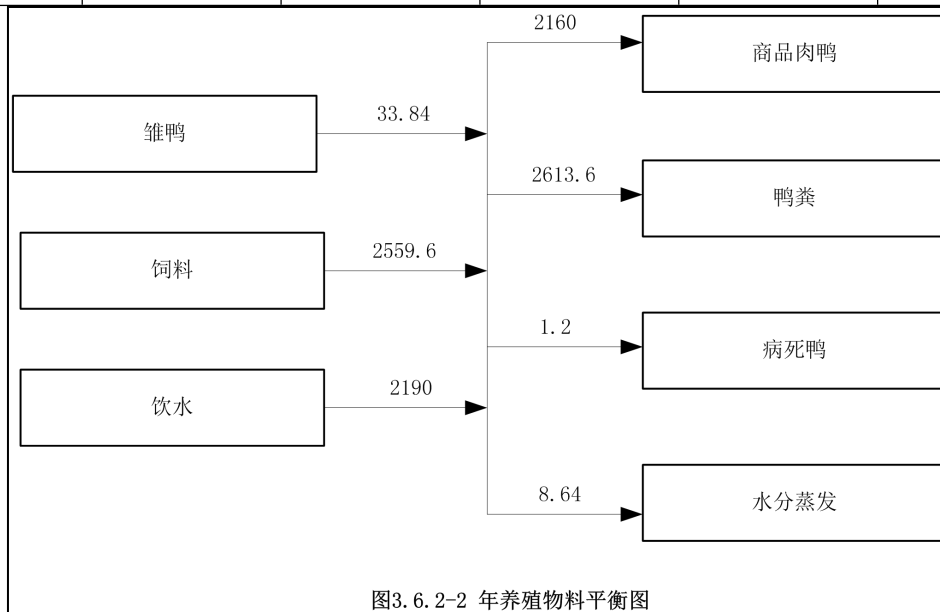 2160
商品肉鸭
33.84
雏鸭
2613.6
鸭粪
2559.6
饲料
1.2
病死鸭
2190
饮水
8.64
水分蒸发
图3.6.2-2 年养殖物料平衡图